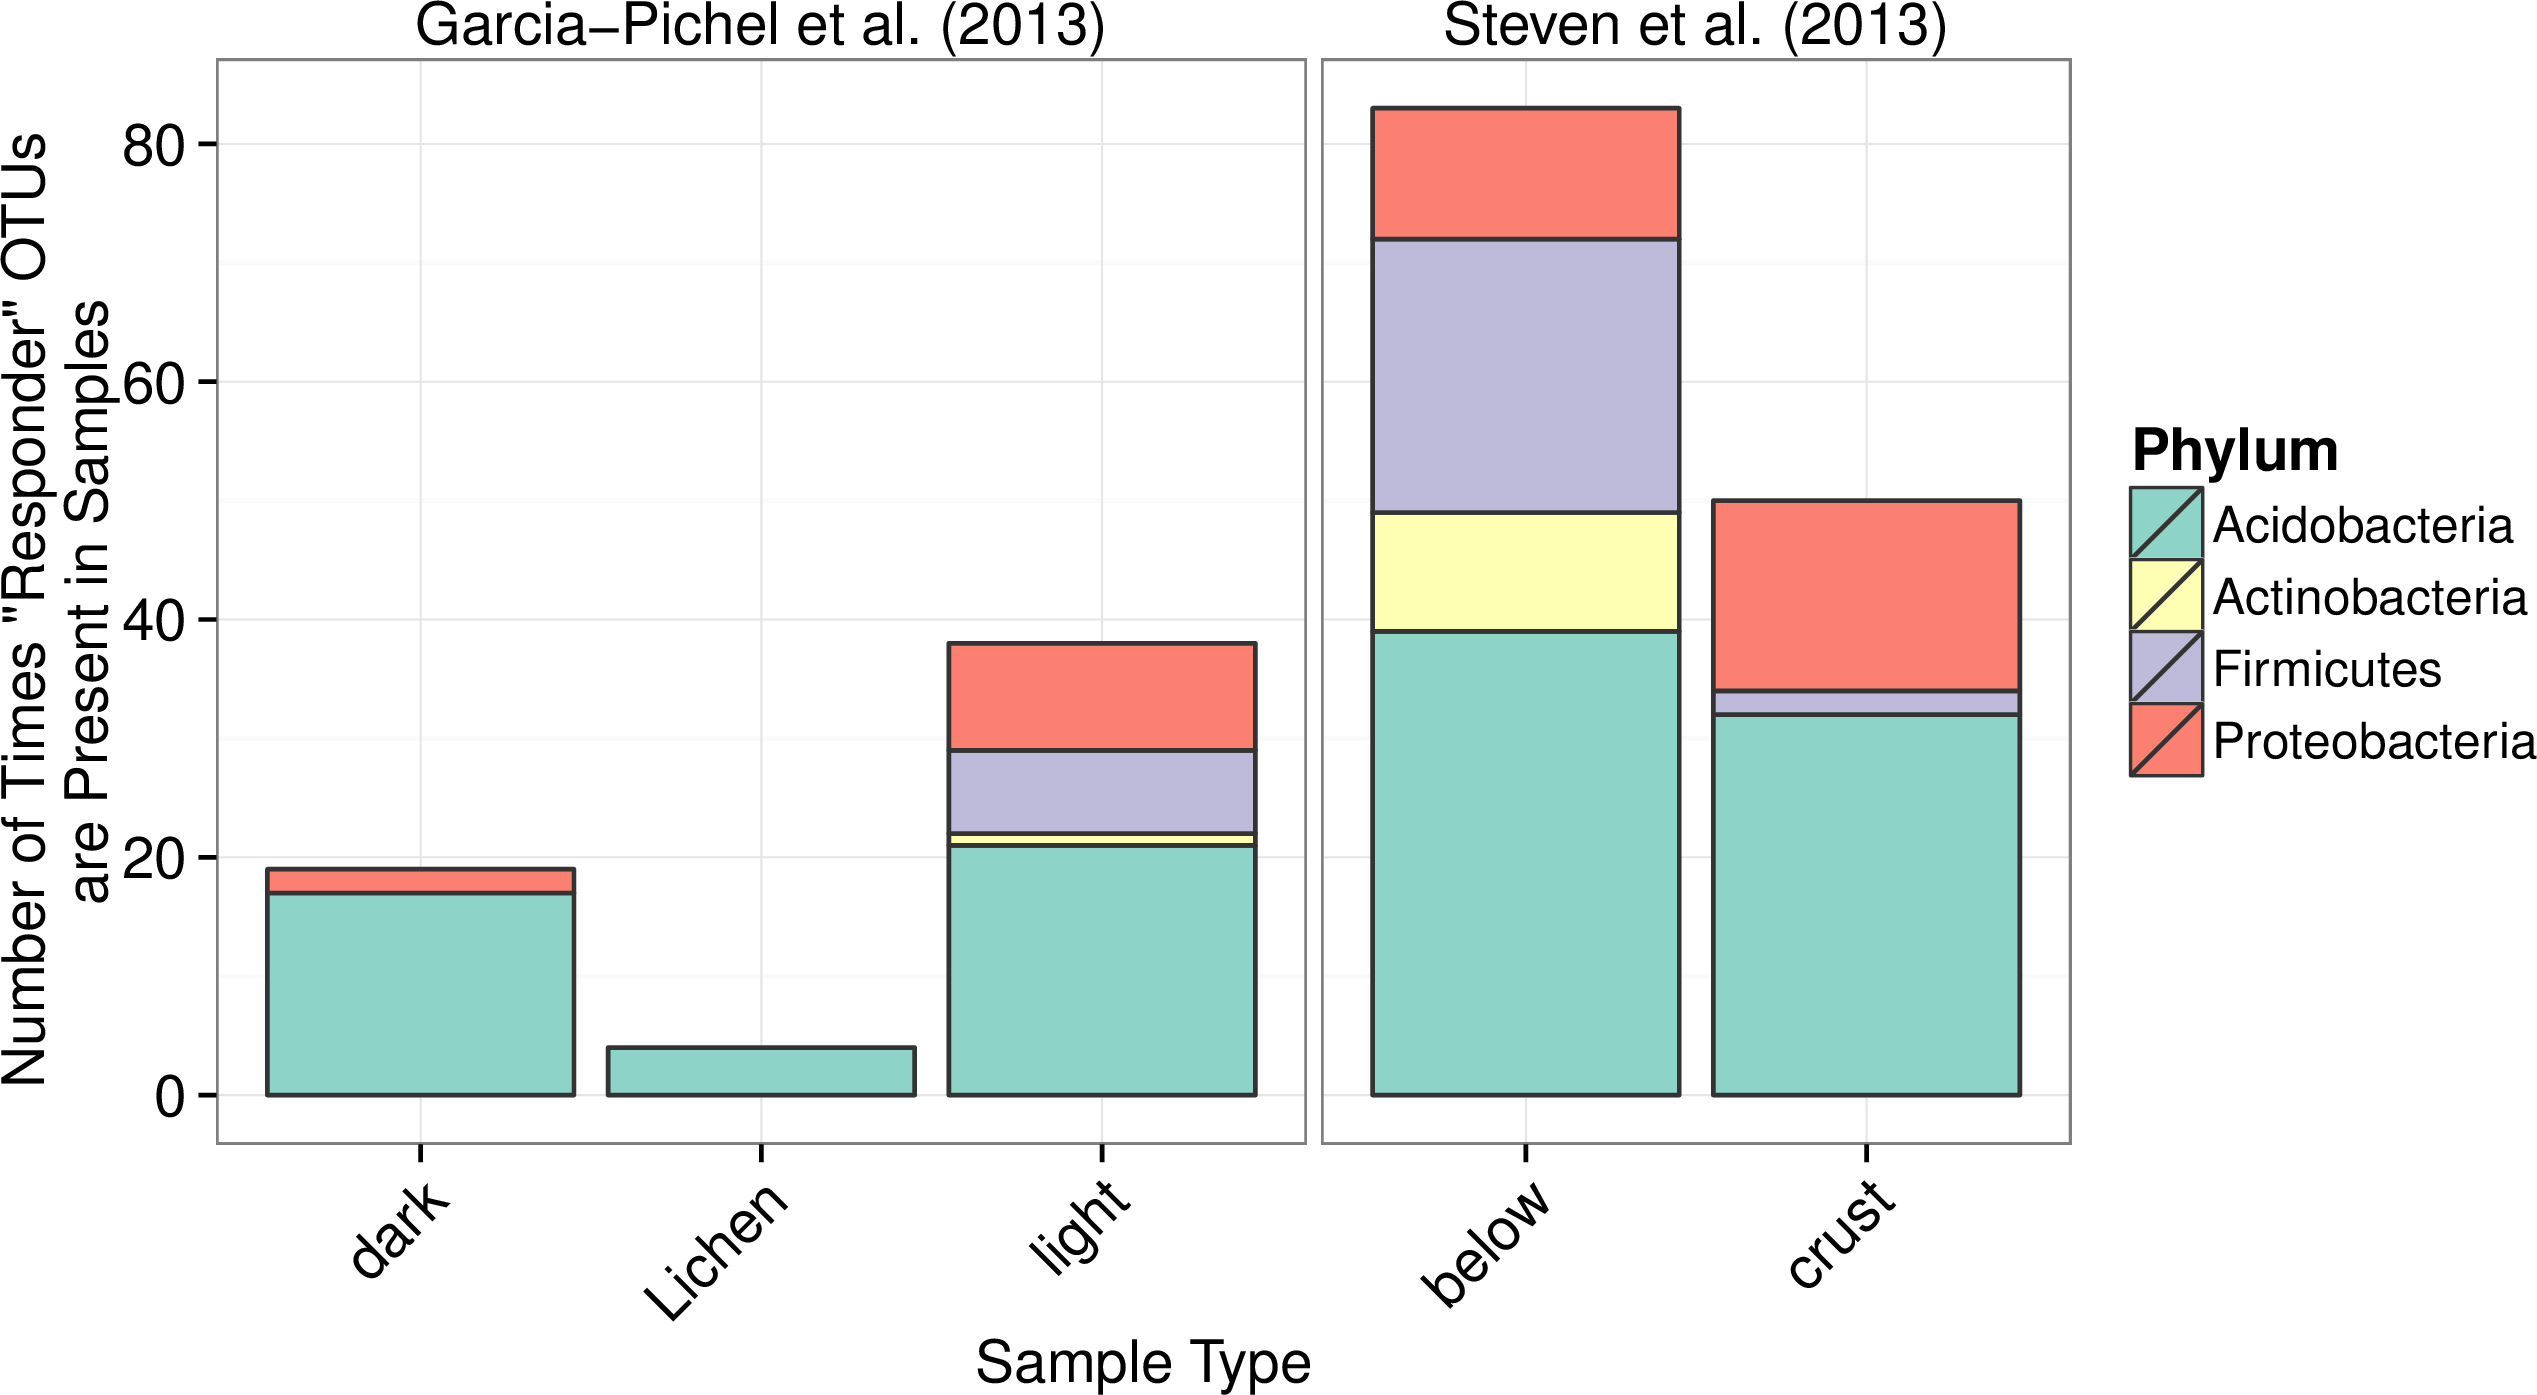 Garcia−Pichel et al. (2013)
Steven et al. (2013)
Number of Times "Responder" OTUs
are Present in Samples
80
60
40
20
0
dark
Lichen
light
below
crust
Sample Type
Phylum
Acidobacteria
Actinobacteria
Firmicutes
Proteobacteria